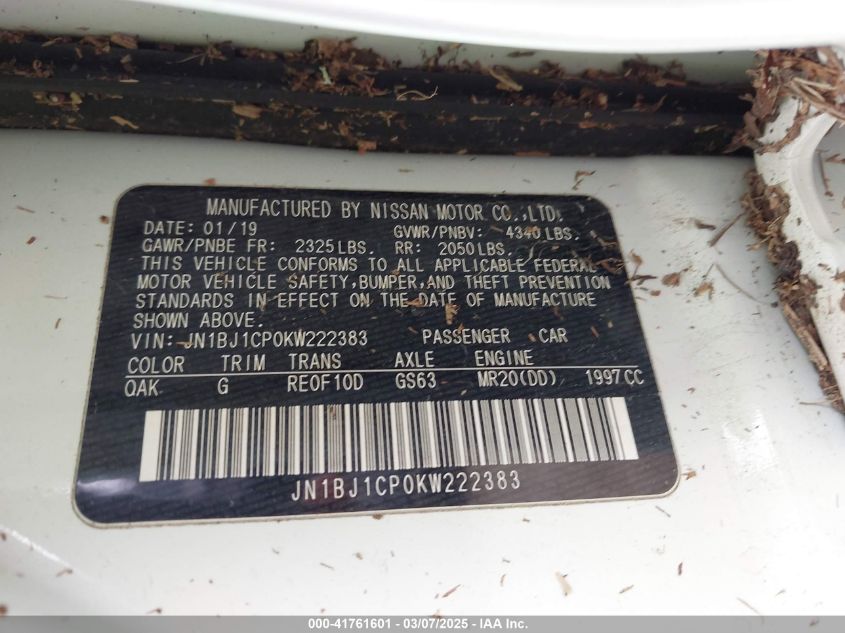 MANUFACTURED BY NISSAN MOTOR CO.,LTD.
DATE: 01/19 GVWR/PNBV: 4340 LBS.
GAWR/PNBE FR: 2325 LBS. RR: 2050 LBS.
THIS VEHICLE CONFORMS TO ALL APPLICABLE FEDERAL
MOTOR VEHICLE SAFETY, BUMPER, AND THEFT PREVENTION
STANDARDS IN EFFECT ON THE DATE OF MANUFACTURE
SHOWN ABOVE.
VIN: JN1BJ1CP0KW222383 PASSENGER CAR
COLOR TRIM TRANS AXLE ENGINE
QAK G RE0F10D GS63 MR20(DD) 1997CC
JN1BJ1CP0KW222383
000-41761601 - 03/07/2025 - IAA Inc.